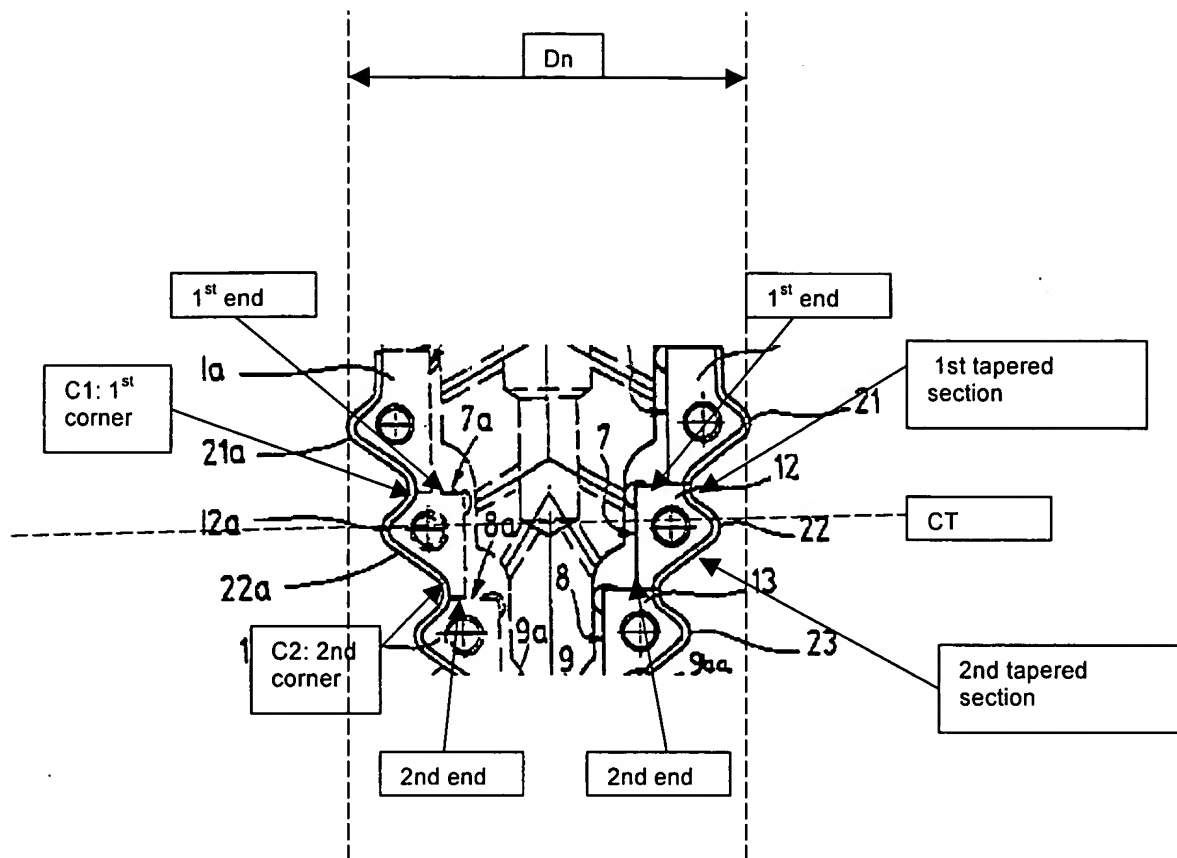 Dn
1st end
1st end
1a
C1: 1st
corner
7a
21
1st tapered
section
21a
7
12
12a
8a
22
CT
22a
8
13
1
C2: 2nd
corner
9a
9
23
9aa
2nd tapered
section
2nd end
2nd end